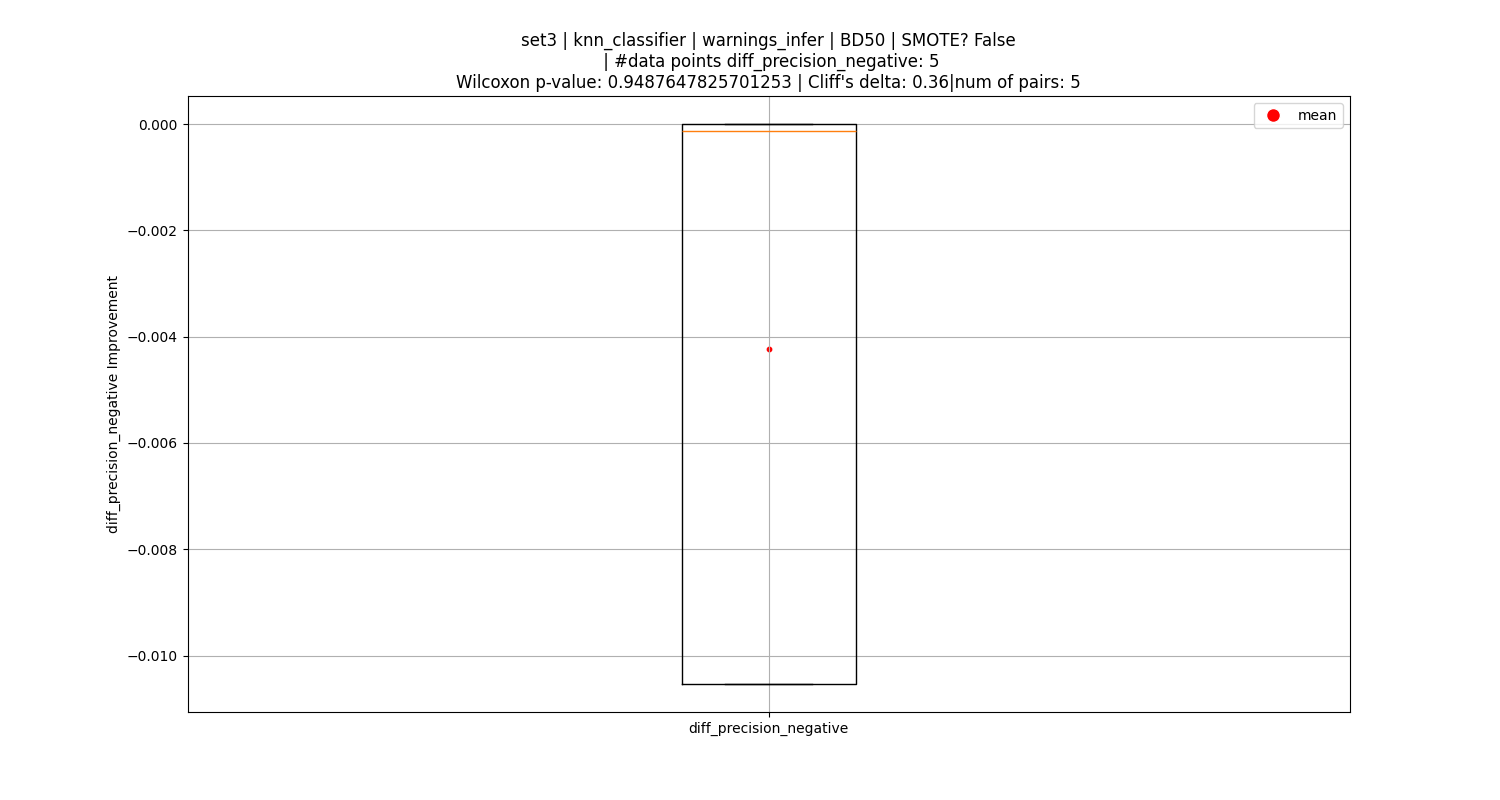 set3 | knn_classifier | warnings_infer | BD50 | SMOTE? False
| #data points diff_precision_negative: 5
Wilcoxon p-value: 0.9487647825701253 | Cliff's delta: 0.36|num of pairs: 5
mean
0.000
−0.002
−0.004
−0.006
−0.008
−0.010
diff_precision_negative Improvement
diff_precision_negative